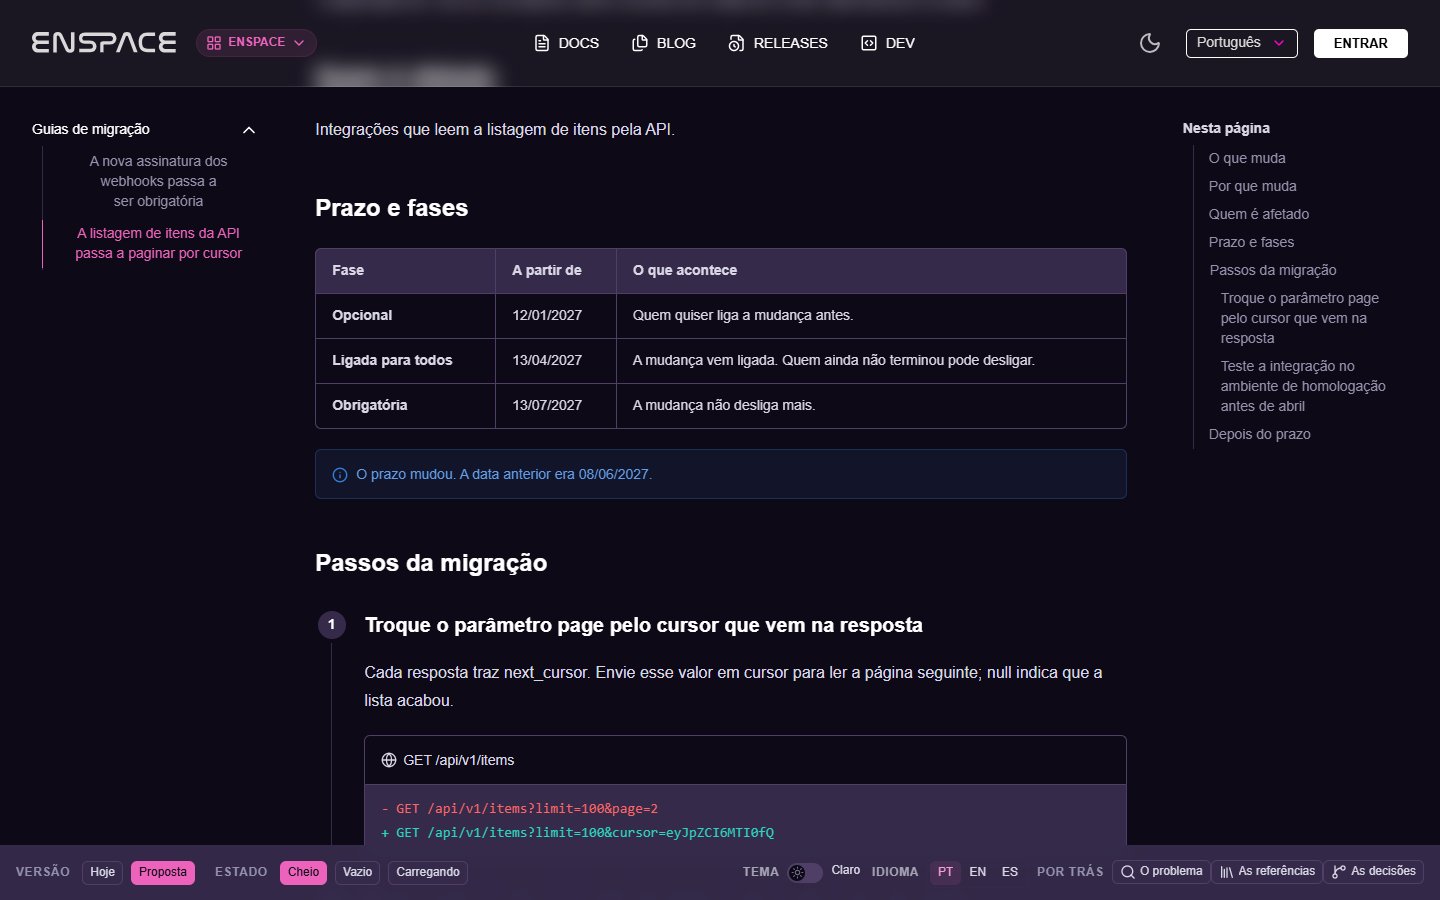 ENSPACE
ENSPACE
DOCS
BLOG
RELEASES
DEV
Português
ENTRAR
Guias de migração
A nova assinatura dos
webhooks passa a
ser obrigatória
A listagem de itens da API
passa a paginar por cursor
Integrações que leem a listagem de itens pela API.
Prazo e fases
Fase A partir de O que acontece
Opcional 12/01/2027 Quem quiser liga a mudança antes.
Ligada para todos 13/04/2027 A mudança vem ligada. Quem ainda não terminou pode desligar.
Obrigatória 13/07/2027 A mudança não desliga mais.
O prazo mudou. A data anterior era 08/06/2027.
Passos da migração
1 Troque o parâmetro page pelo cursor que vem na resposta
Cada resposta traz next_cursor. Envie esse valor em cursor para ler a página seguinte; null indica que a
lista acabou.
GET /api/v1/items
- GET /api/v1/items?limit=100&page=2
+ GET /api/v1/items?limit=100&cursor=eyJpZCI6MTI0fQ
Nesta página
O que muda
Por que muda
Quem é afetado
Prazo e fases
Passos da migração
Troque o parâmetro page
pelo cursor que vem na
resposta
Teste a integração no
ambiente de homologação
antes de abril
Depois do prazo
VERSÃO Hoje Proposta ESTADO Cheio Vazio Carregando TEMA Claro IDIOMA PT EN ES POR TRÁS O problema As referências As decisões